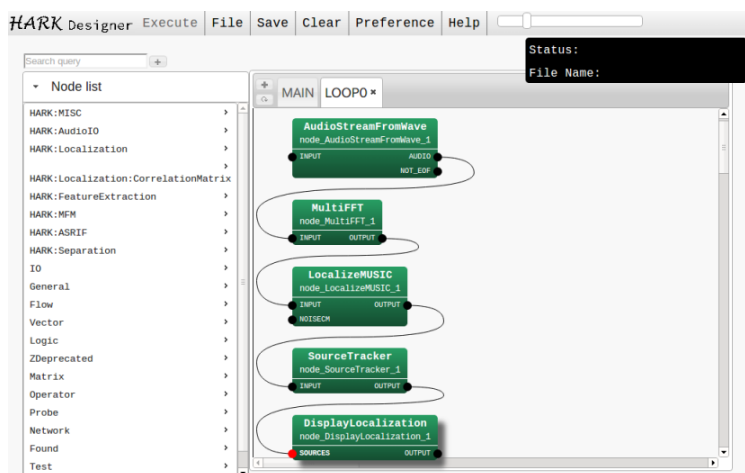 HARK Designer Execute File Save Clear Preference Help
Status:
File Name:
Search query
+
Node list
HARK:MISC
HARK:AudioIO
HARK:Localization
HARK:Localization:CorrelationMatrix
HARK:FeatureExtraction
HARK:MFM
HARK:ASRIF
HARK:Separation
IO
General
Flow
Vector
Logic
ZDeprecated
Matrix
Operator
Probe
Network
Found
Test
+ MAIN LOOP0 ×
AudioStreamFromWave
node_AudioStreamFromWave_1
INPUT AUDIO
NOT_EOF
MultiFFT
node_MultiFFT_1
INPUT OUTPUT
LocalizeMUSIC
node_LocalizeMUSIC_1
INPUT OUTPUT
NOISECM
SourceTracker
node_SourceTracker_1
INPUT OUTPUT
DisplayLocalization
node_DisplayLocalization_1
SOURCES OUTPUT